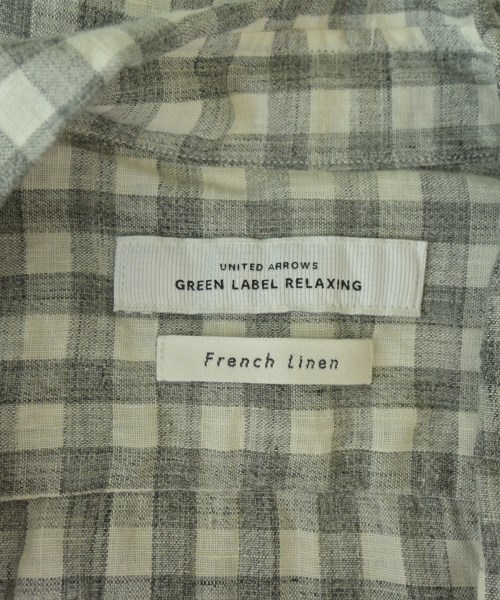 UNITED ARROWS
GREEN LABEL RELAXING
French Linen